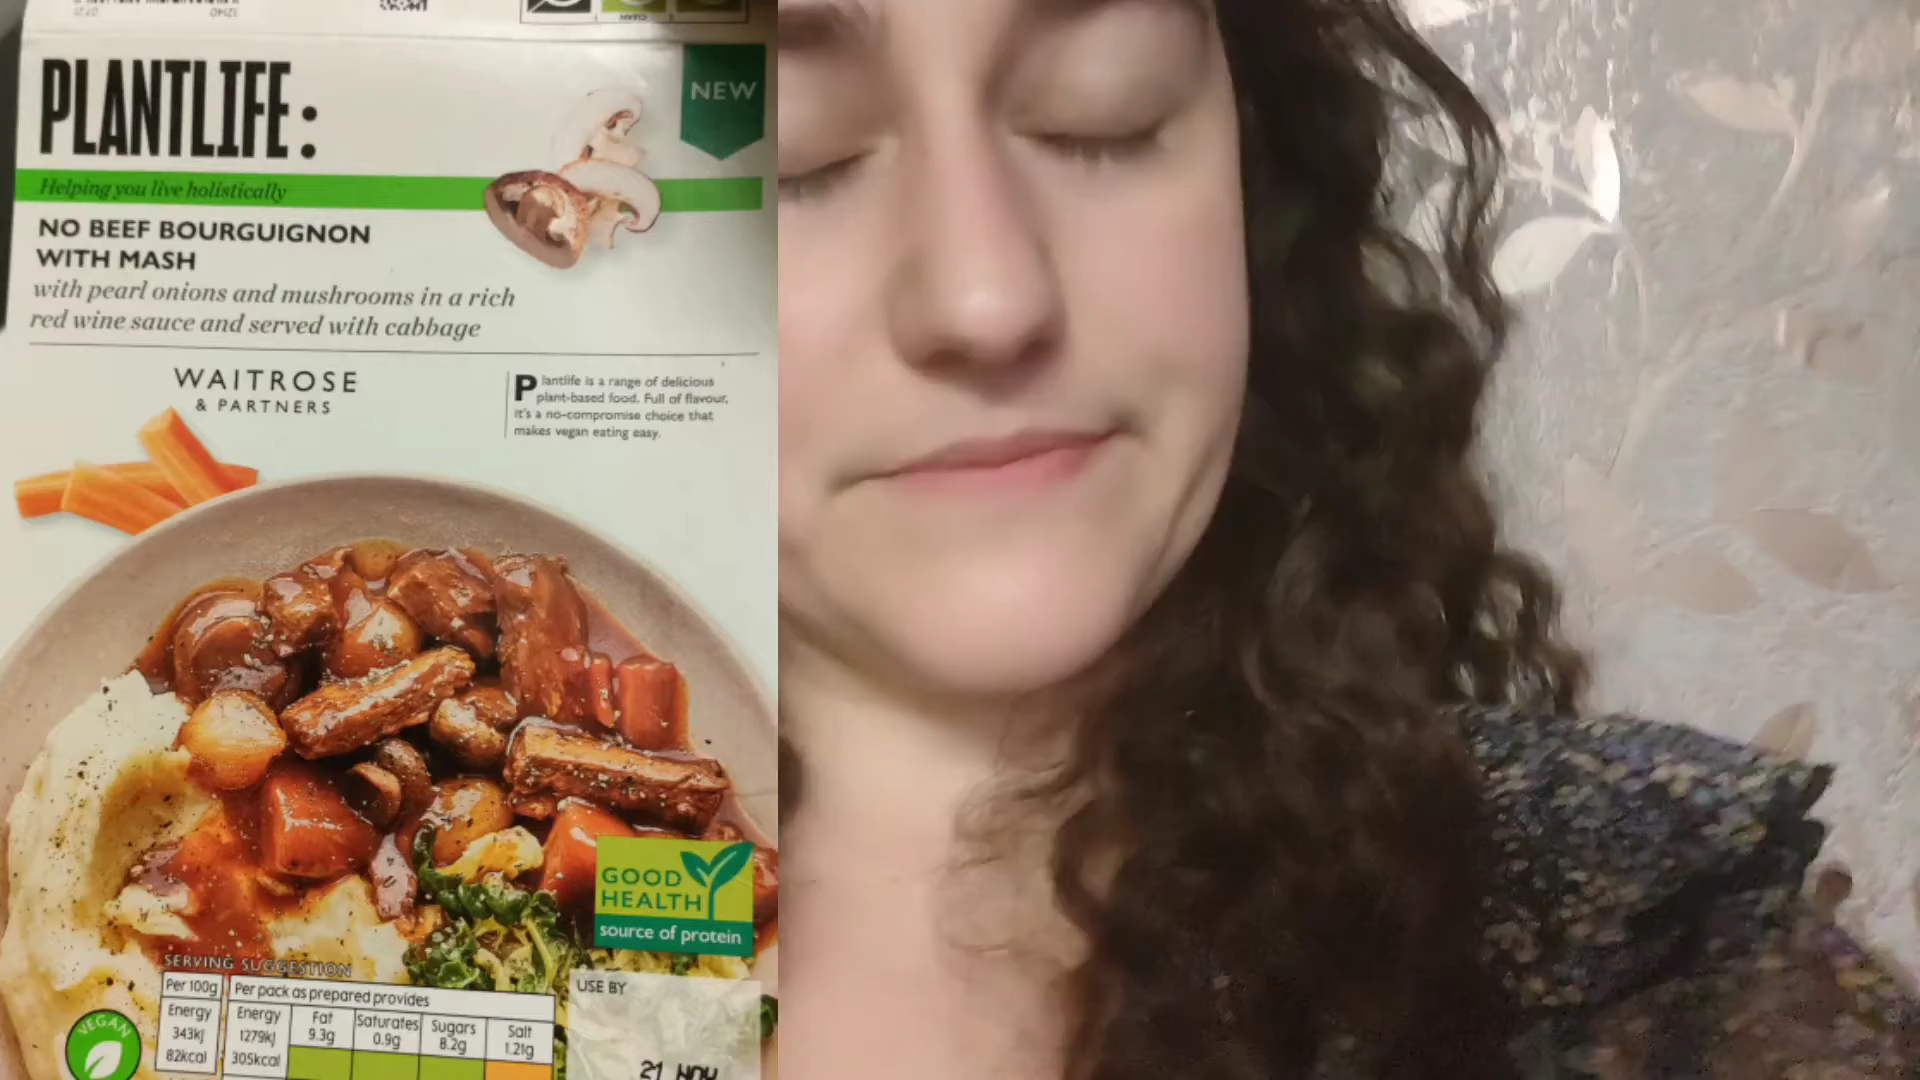 PLANTLIFE:
NEW
Helping you live holistically
NO BEEF BOURGUIGNON
WITH MASH
with pearl onions and mushrooms in a rich
red wine sauce and served with cabbage
WAITROSE
& PARTNERS
Plantlife is a range of delicious
plant-based food. Full of flavour,
it's a no-compromise choice that
makes vegan eating easy.
GOOD
HEALTH
source of protein
SERVING SUGGESTION
Per 100g
Energy
343kJ
82kcal
Per pack as prepared provides
Energy
1279kJ
305kcal
Fat
9.3g
Saturates
0.9g
Sugars
8.2g
Salt
1.21g
USE BY
21 NOV
VEGAN